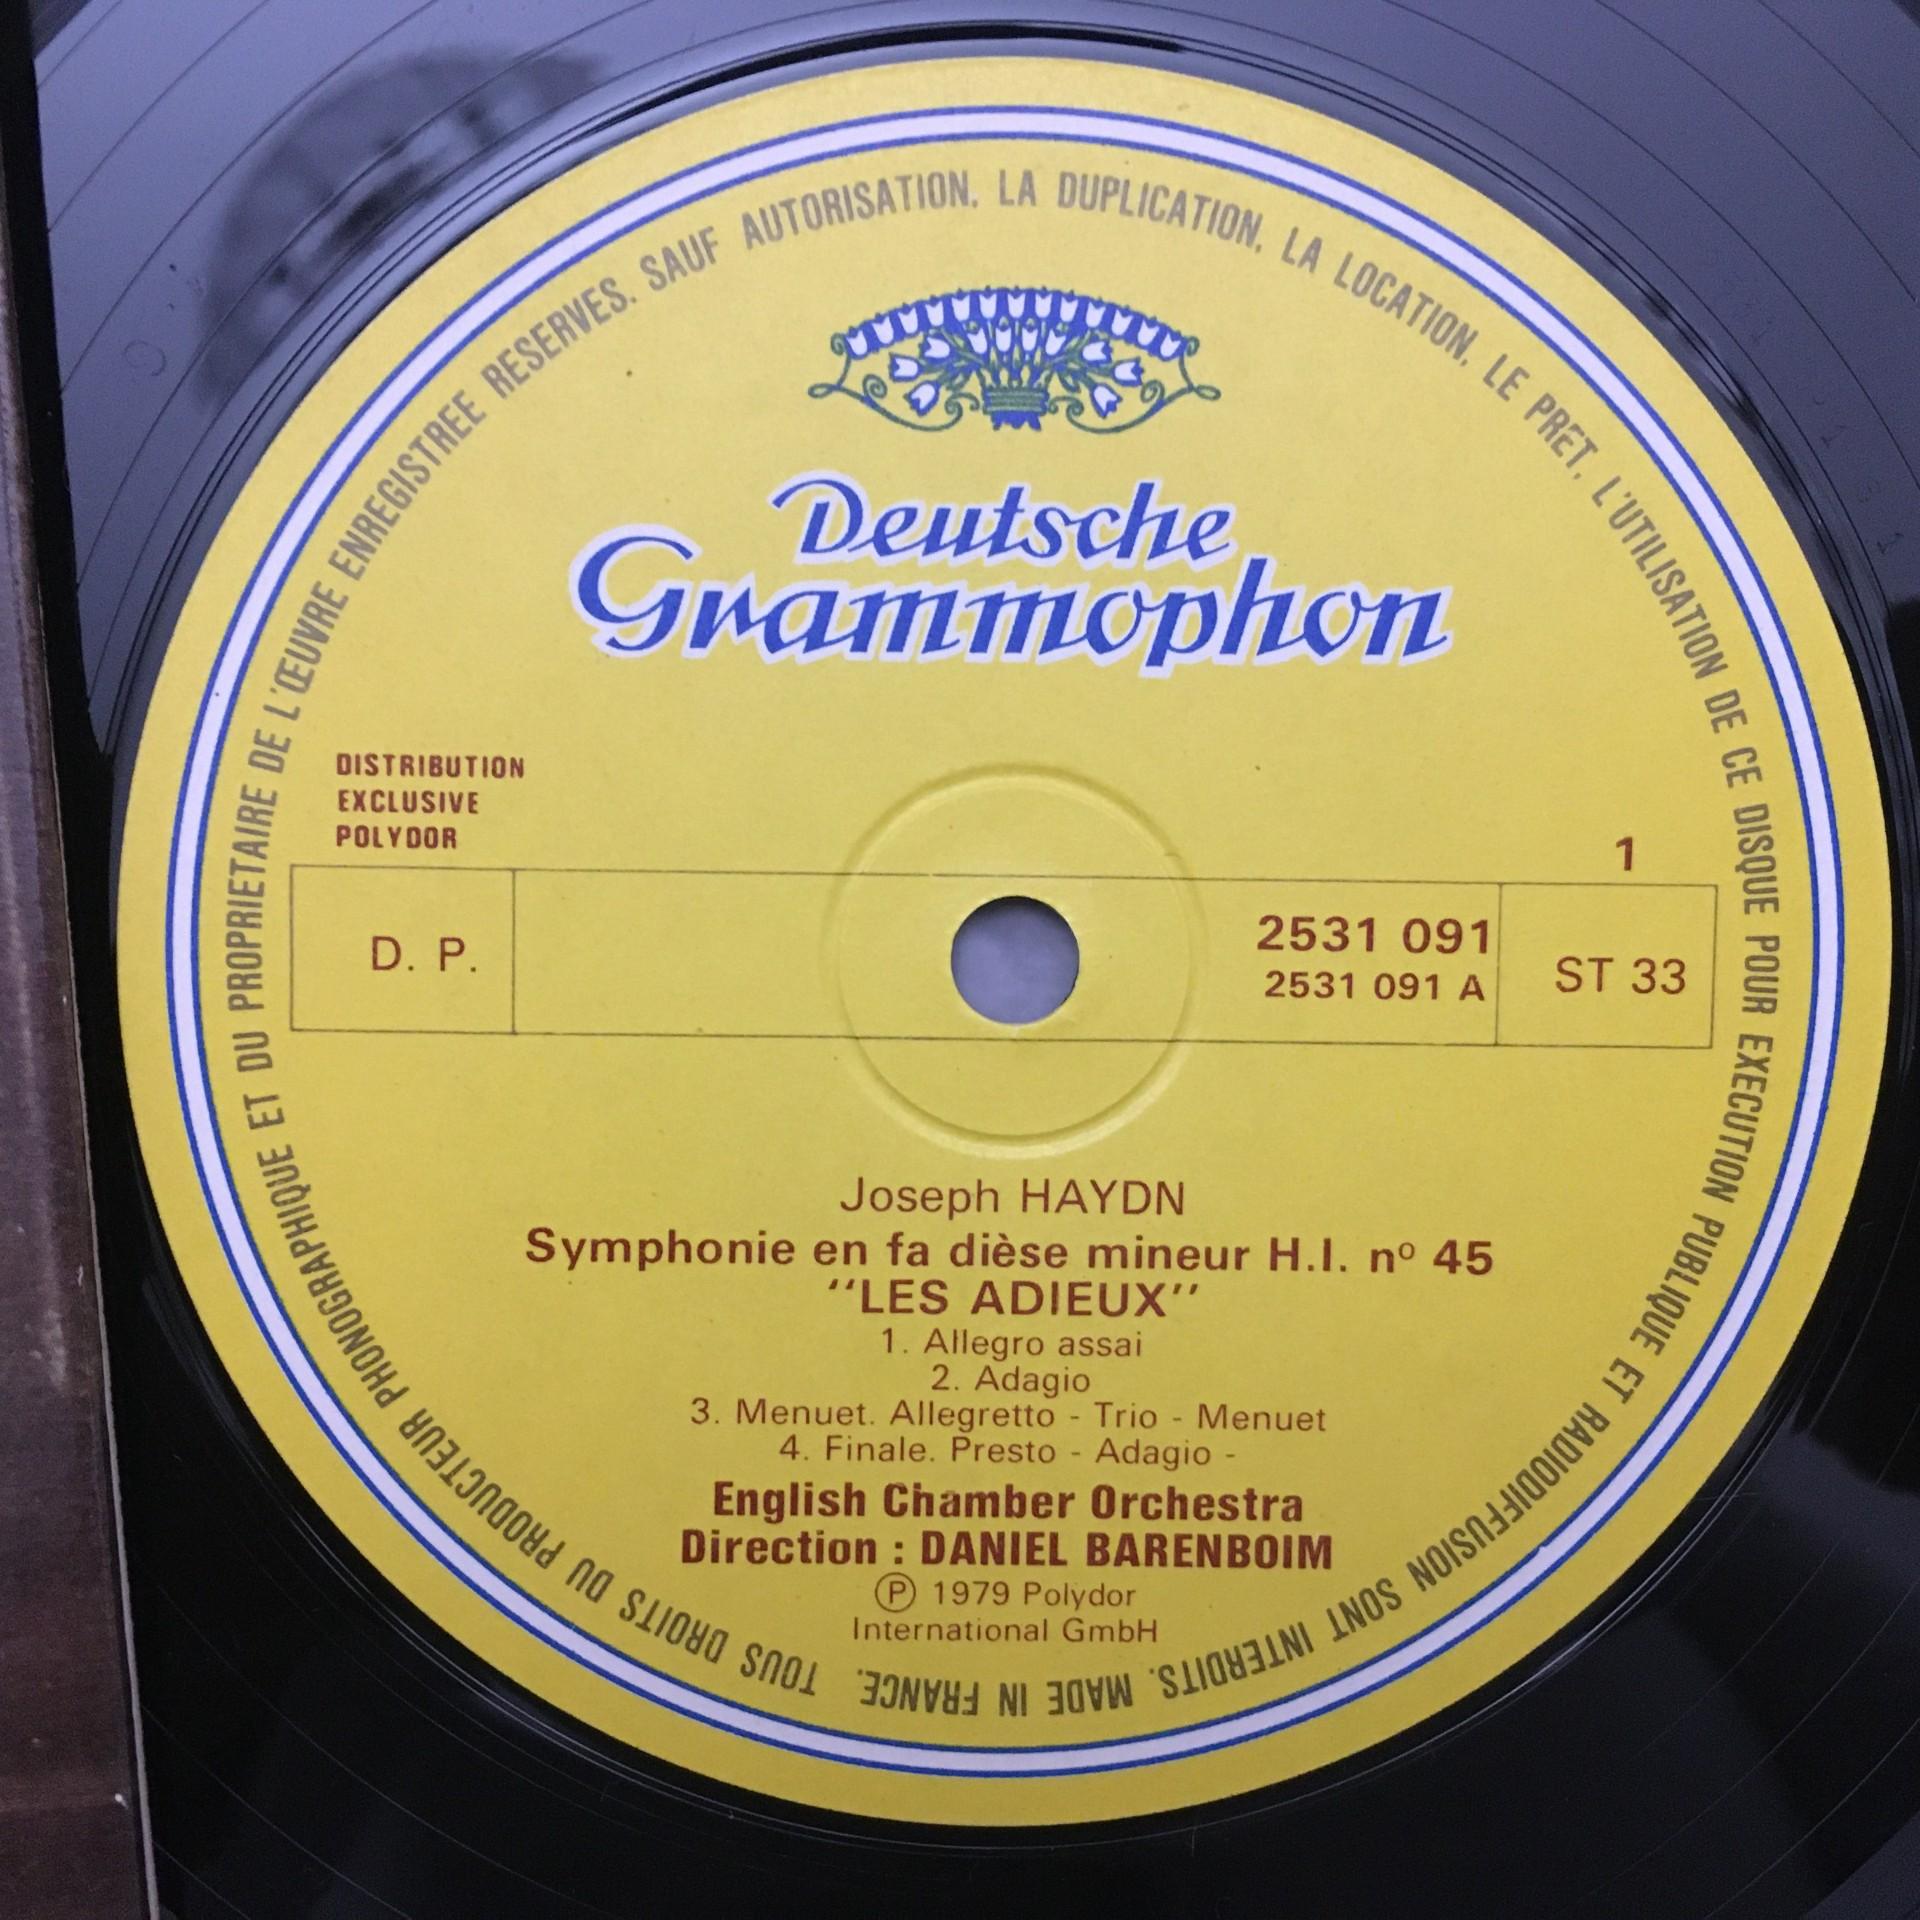 TOUS DROITS DU PRODUCTEUR PHONOGRAPHIQUE ET DU PROPRIETAIRE DE L'ŒUVRE ENREGISTREE RESERVES. SAUF AUTORISATION, LA DUPLICATION, LA LOCATION, LE PRET, L'UTILISATION DE CE DISQUE POUR EXECUTION PUBLIQUE ET RADIODIFFUSION SONT INTERDITS. MADE IN FRANCE.
Deutsche
Grammophon
DISTRIBUTION
EXCLUSIVE
POLYDOR
1
D. P.
2531 091
2531 091 A
ST 33
Joseph HAYDN
Symphonie en fa dièse mineur H.I. nº 45
"LES ADIEUX"
1. Allegro assai
2. Adagio
3. Menuet. Allegretto - Trio - Menuet
4. Finale. Presto - Adagio -
English Chamber Orchestra
Direction : DANIEL BARENBOIM
Ⓟ 1979 Polydor
International GmbH